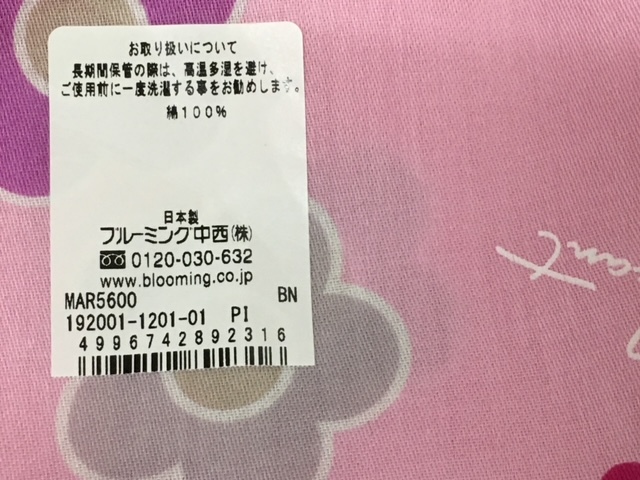 お取り扱いについて
長期間保管の際は、高温多湿を避け、
ご使用前に一度洗濯する事をお勧めします。
綿100%
日本製
ブルーミング中西(株)
0120-030-632
www.blooming.co.jp
MAR5600 BN
192001-1201-01 PI
4996742892316